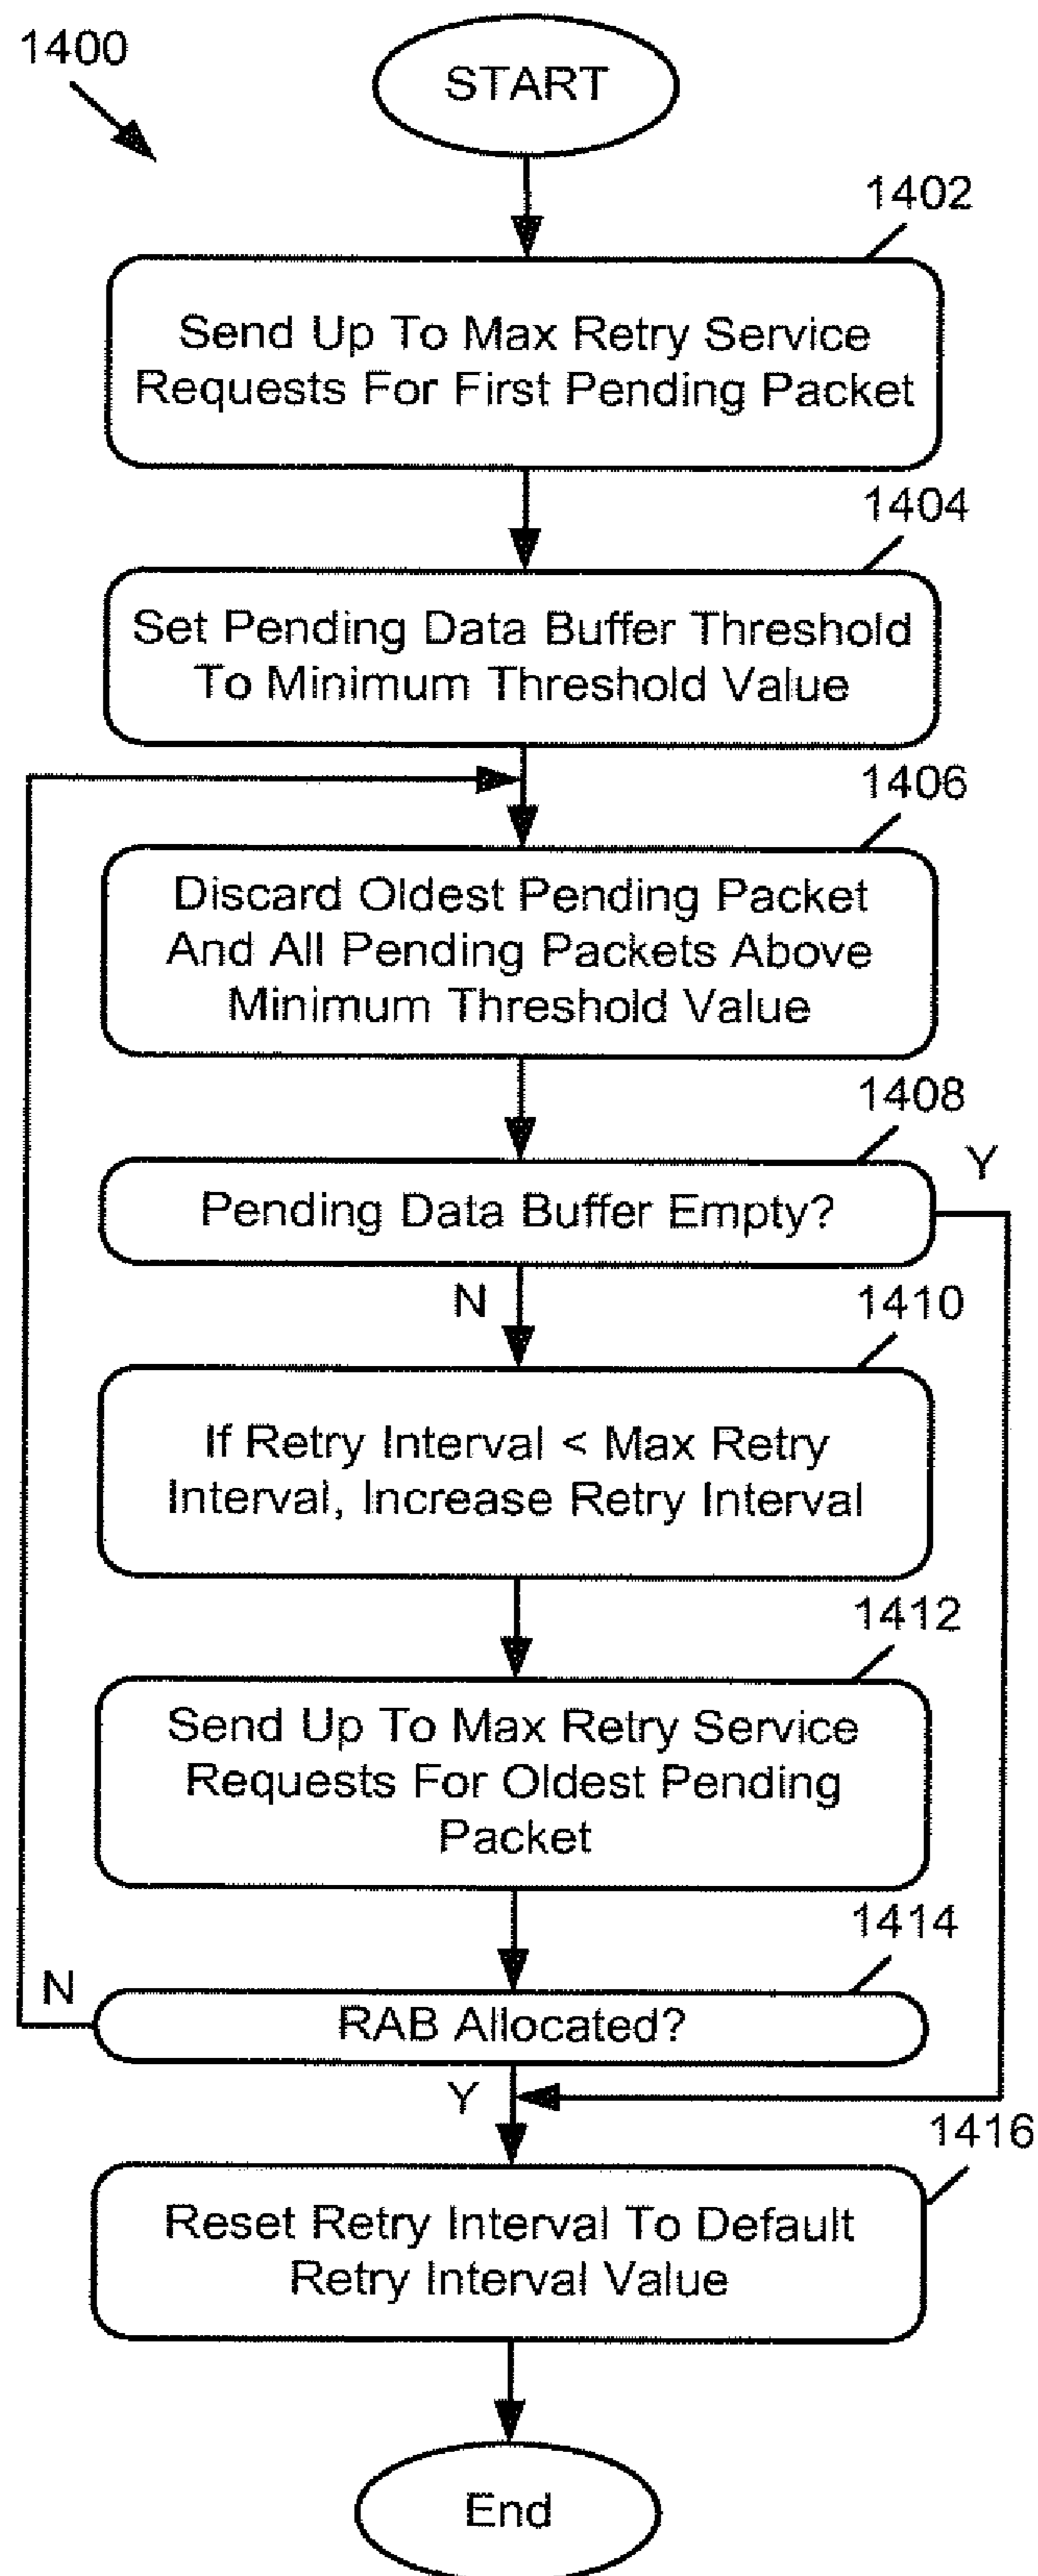 1400
START
1402
Send Up To Max Retry Service
Requests For First Pending Packet
1404
Set Pending Data Buffer Threshold
To Minimum Threshold Value
1406
Discard Oldest Pending Packet
And All Pending Packets Above
Minimum Threshold Value
1408
Y
Pending Data Buffer Empty?
N
1410
If Retry Interval < Max Retry
Interval, Increase Retry Interval
1412
Send Up To Max Retry Service
Requests For Oldest Pending
Packet
1414
N
RAB Allocated?
Y
1416
Reset Retry Interval To Default
Retry Interval Value
End